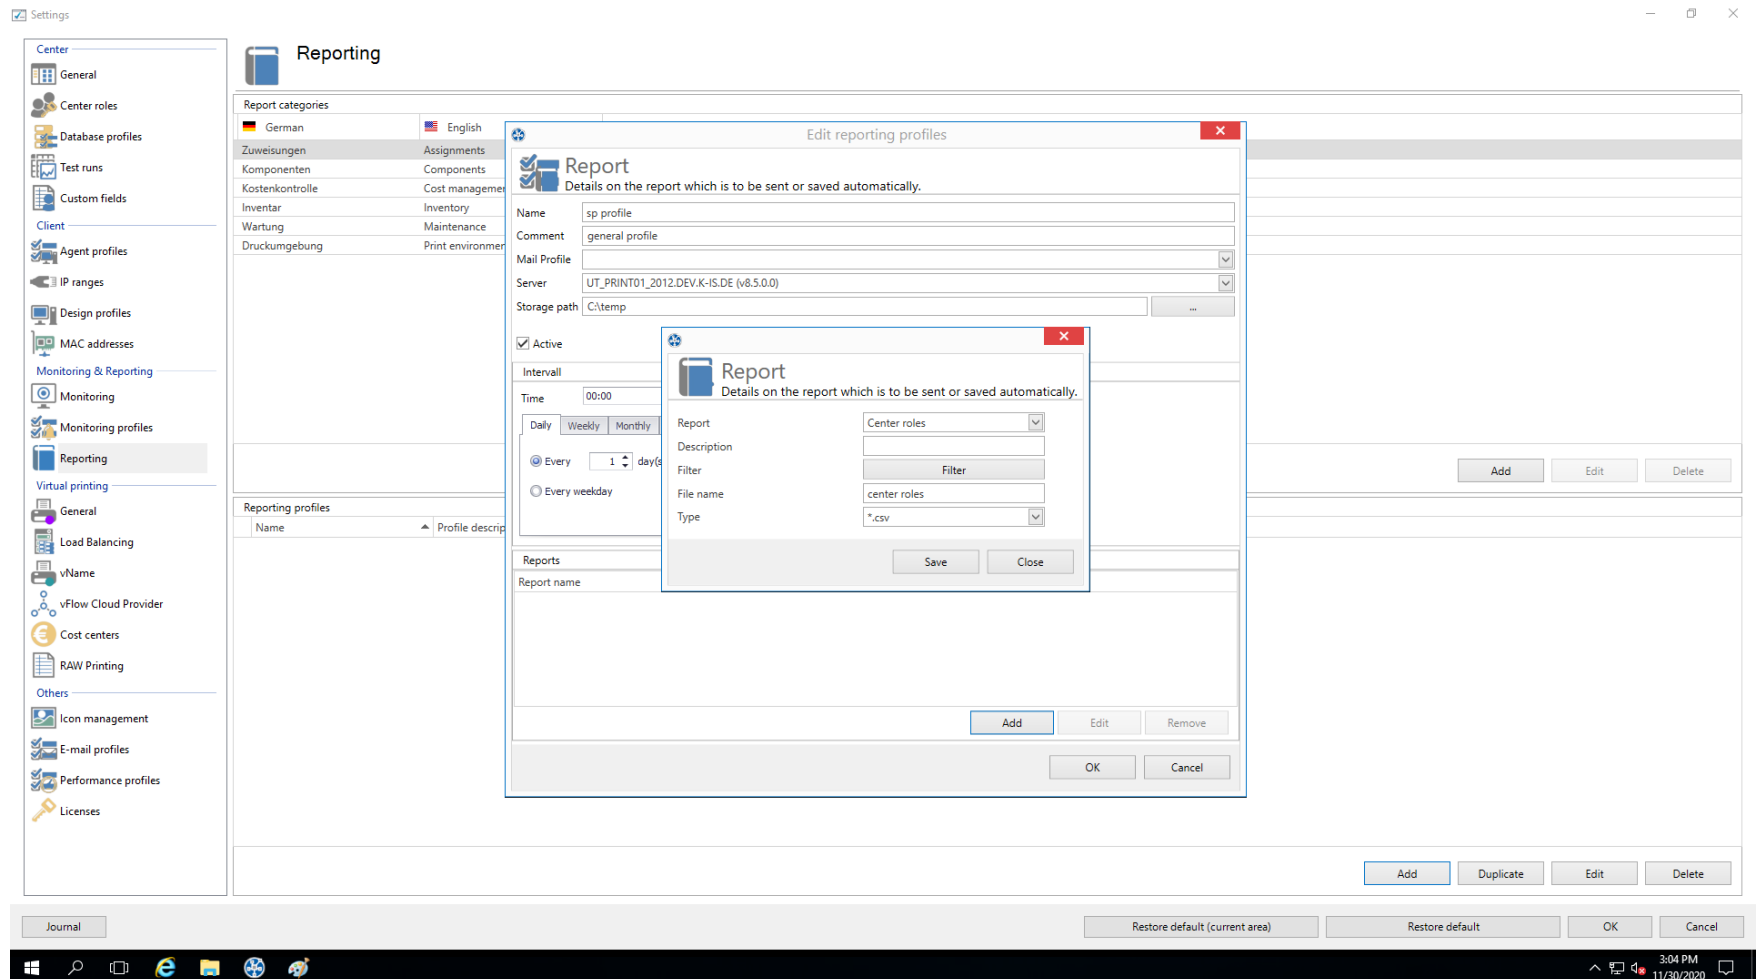 Settings
Center
General
Center roles
Database profiles
Test runs
Custom fields
Client
Agent profiles
IP ranges
Design profiles
MAC addresses
Monitoring & Reporting
Monitoring
Monitoring profiles
Reporting
Virtual printing
General
Load Balancing
vName
vFlow Cloud Provider
Cost centers
RAW Printing
Others
Icon management
E-mail profiles
Performance profiles
Licenses
Reporting
Report categories
German English
Zuweisungen Assignments
Komponenten Components
Kostenkontrolle Cost managemer
Inventar Inventory
Wartung Maintenance
Druckumgebung Print environmer
Add Edit Delete
Reporting profiles
Name Profile descrip
Edit reporting profiles
Report
Details on the report which is to be sent or saved automatically.
Name sp profile
Comment general profile
Mail Profile
Server UT_PRINT01_2012.DEV.K-IS.DE (v8.5.0.0)
Storage path C:\temp ...
Active
Intervall
Time 00:00
Daily Weekly Monthly
Every 1 day(s
Every weekday
Reports
Report name
Add Edit Remove
OK Cancel
Report
Details on the report which is to be sent or saved automatically.
Report Center roles
Description
Filter Filter
File name center roles
Type *.csv
Save Close
Add Duplicate Edit Delete
Journal Restore default (current area) Restore default OK Cancel
3:04 PM
11/30/2020